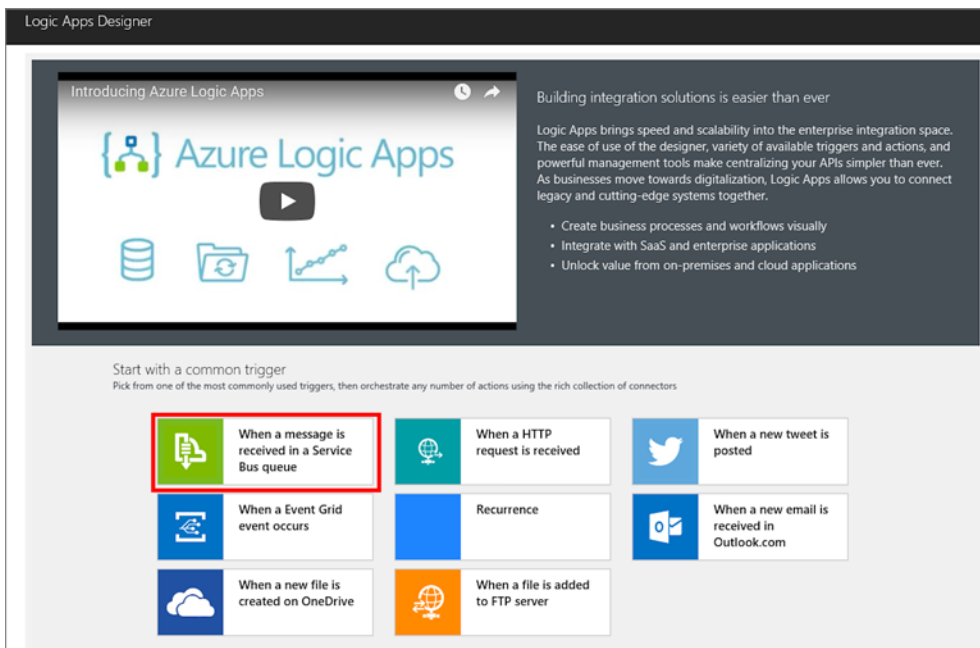 Logic Apps Designer
Introducing Azure Logic Apps
Azure Logic Apps
Building integration solutions is easier than ever
Logic Apps brings speed and scalability into the enterprise integration space.
The ease of use of the designer, variety of available triggers and actions, and
powerful management tools make centralizing your APIs simpler than ever.
As businesses move towards digitalization, Logic Apps allows you to connect
legacy and cutting-edge systems together.
• Create business processes and workflows visually
• Integrate with SaaS and enterprise applications
• Unlock value from on-premises and cloud applications
Start with a common trigger
Pick from one of the most commonly used triggers, then orchestrate any number of actions using the rich collection of connectors
When a message is
received in a Service
Bus queue
When a HTTP
request is received
When a new tweet is
posted
When a Event Grid
event occurs
Recurrence
When a new email is
received in
Outlook.com
When a new file is
created on OneDrive
When a file is added
to FTP server